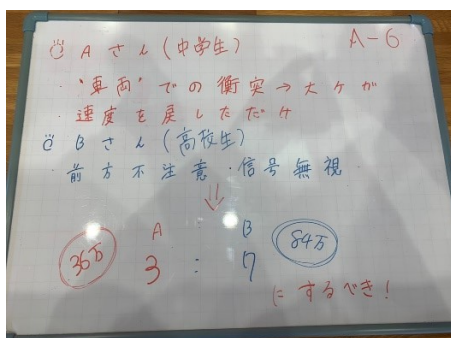 A-6
Aさん(中学生)
・"車両"での衝突→大ケガ
・速度を戻しただけ
Bさん(高校生)
・前方不注意・信号無視
⇓
A : B
36万 3 : 7 84万
にするべき!